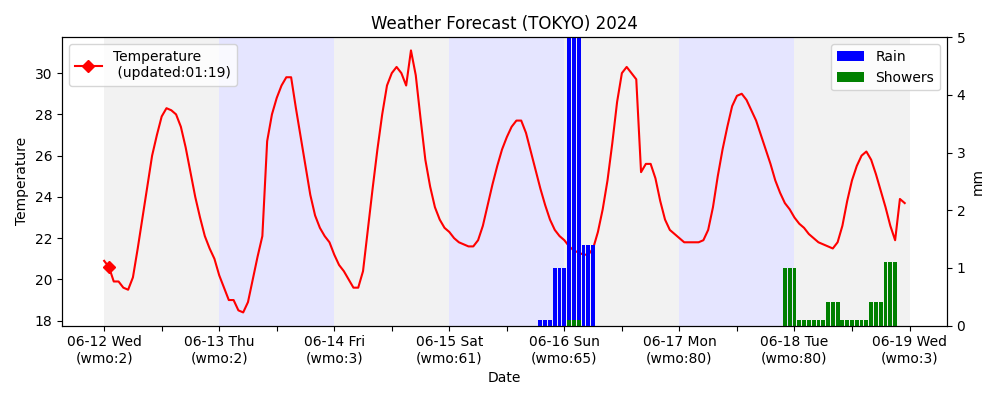 Weather Forecast (TOKYO) 2024
Temperature
(updated:01:19)
Rain
Showers
Temperature
30
28
26
24
22
20
18
5
4
3
2
1
0
mm
06-12 Wed
(wmo:2)
06-13 Thu
(wmo:2)
06-14 Fri
(wmo:3)
06-15 Sat
(wmo:61)
06-16 Sun
(wmo:65)
06-17 Mon
(wmo:80)
06-18 Tue
(wmo:80)
06-19 Wed
(wmo:3)
Date